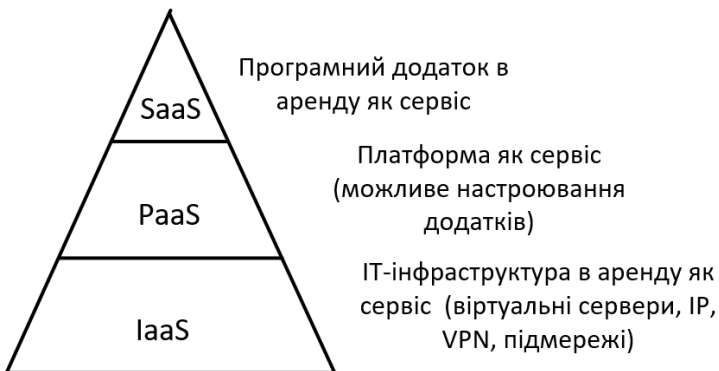 Програмний додаток в
аренду як сервіс
SaaS
Платформа як сервіс
(можливе настроювання
додатків)
PaaS
ІТ-інфраструктура в аренду як
сервіс (віртуальні сервери, IP,
VPN, підмережі)
IaaS